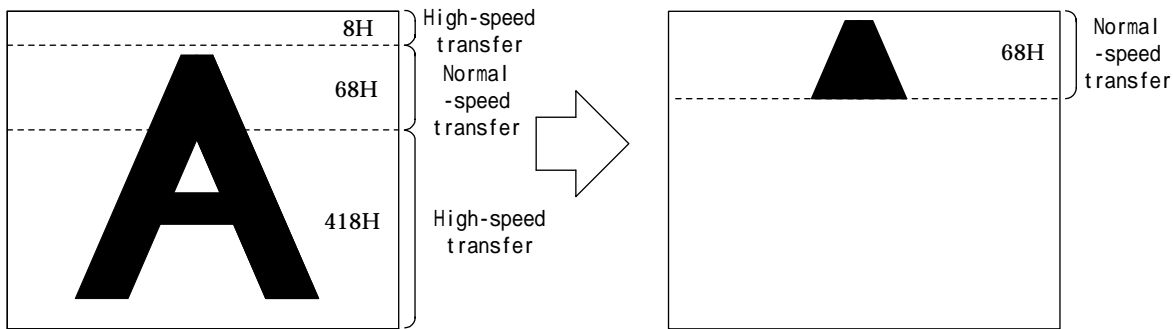 8H
High-speed
transfer
68H
Normal
-speed
transfer
418H
High-speed
transfer
A
68H
Normal
-speed
transfer